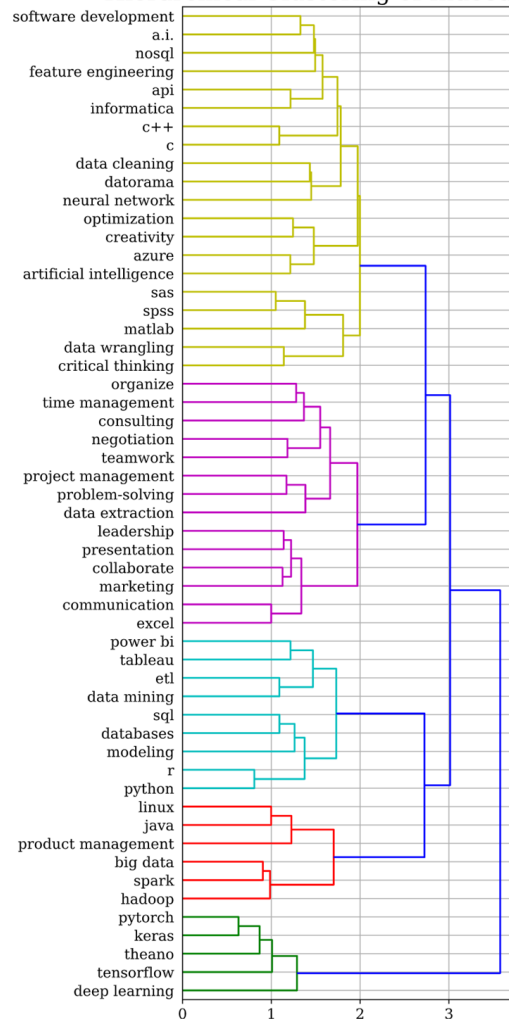 software development
a.i.
nosql
feature engineering
api
informatica
c++
c
data cleaning
datorama
neural network
optimization
creativity
azure
artificial intelligence
sas
spss
matlab
data wrangling
critical thinking
organize
time management
consulting
negotiation
teamwork
project management
problem-solving
data extraction
leadership
presentation
collaborate
marketing
communication
excel
power bi
tableau
etl
data mining
sql
databases
modeling
r
python
linux
java
product management
big data
spark
hadoop
pytorch
keras
theano
tensorflow
deep learning
0 1 2 3